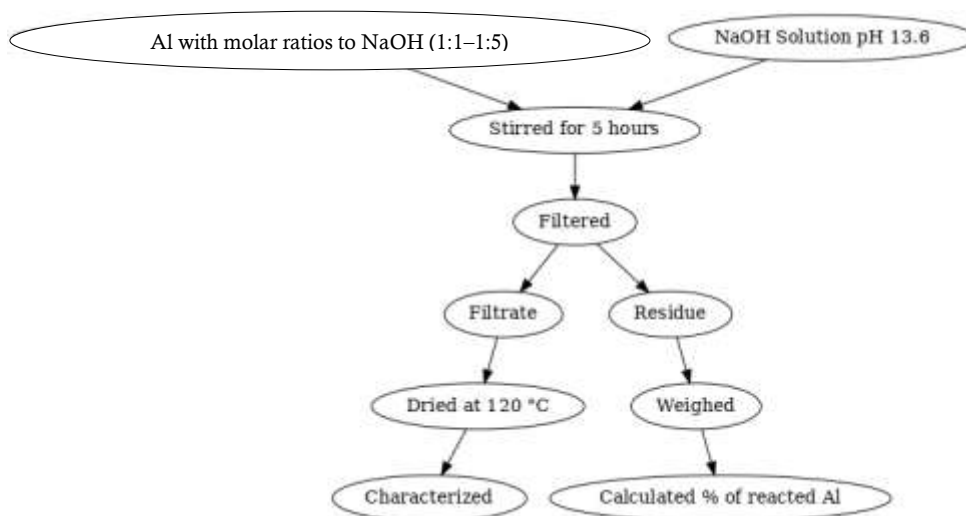 Al with molar ratios to NaOH (1:1–1:5)
NaOH Solution pH 13.6
Stirred for 5 hours
Filtered
Filtrate
Residue
Dried at 120 °C
Weighed
Characterized
Calculated % of reacted Al